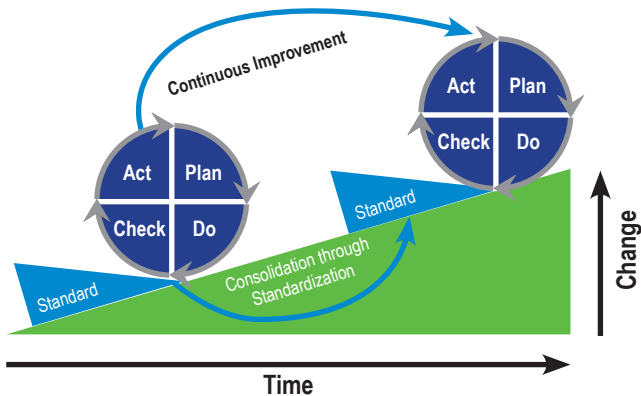 Continuous Improvement
Act
Plan
Check
Do
Act
Plan
Check
Do
Standard
Standard
Consolidation through
Standardization
Change
Time